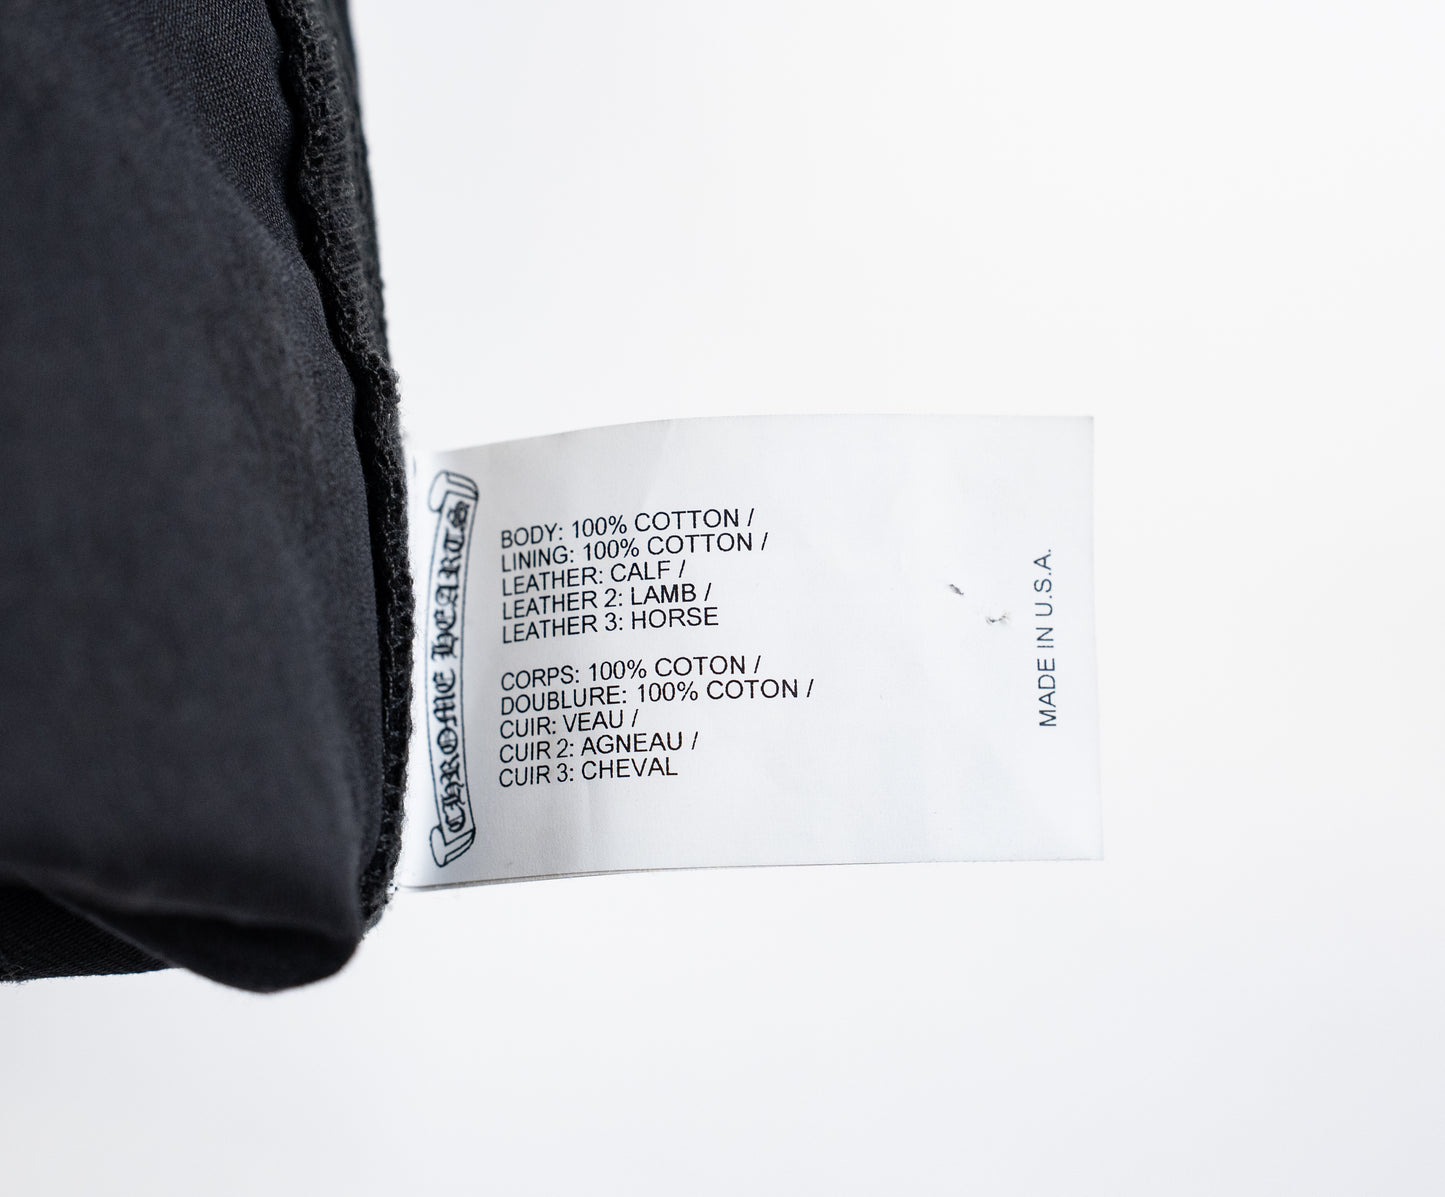 CHROME HEARTS
BODY: 100% COTTON /
LINING: 100% COTTON /
LEATHER: CALF /
LEATHER 2: LAMB /
LEATHER 3: HORSE
CORPS: 100% COTON /
DOUBLURE: 100% COTON /
CUIR: VEAU /
CUIR 2: AGNEAU /
CUIR 3: CHEVAL
MADE IN U.S.A.